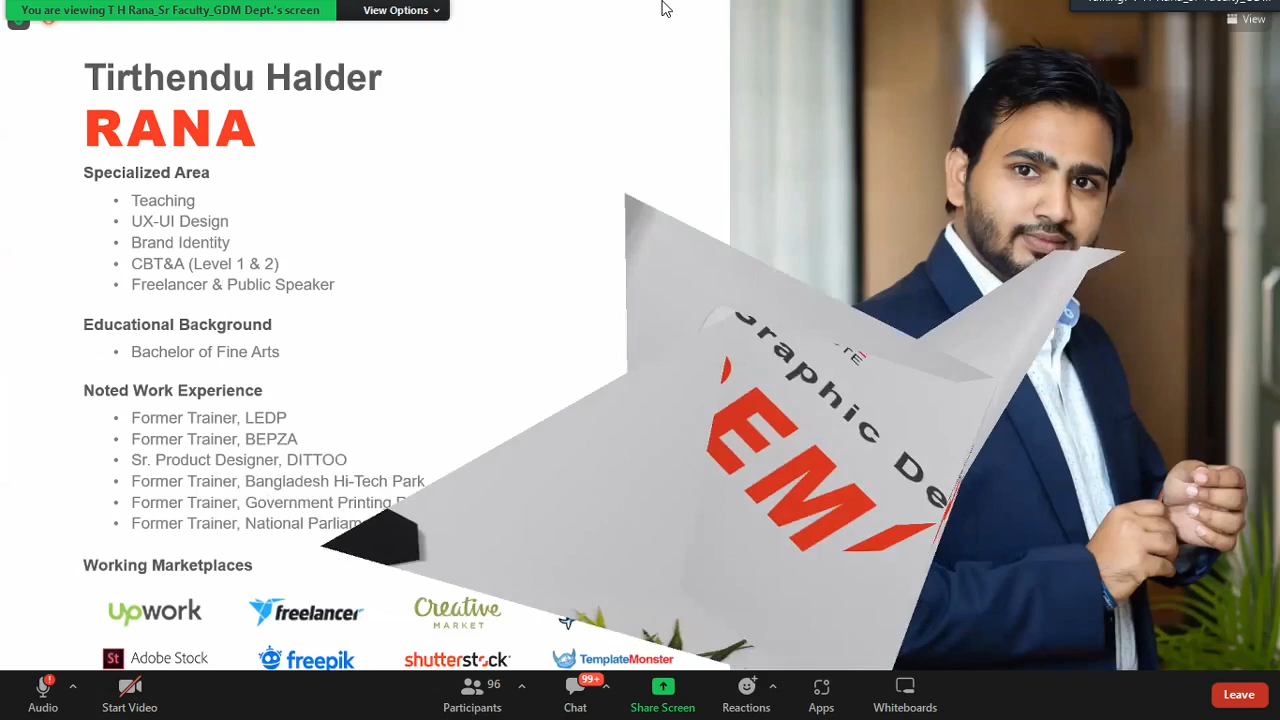 You are viewing T H Rana_Sr Faculty_GDM Dept.'s screen
View Options
View
Tirthendu Halder
RANA
Specialized Area
• Teaching
• UX-UI Design
• Brand Identity
• CBT&A (Level 1 & 2)
• Freelancer & Public Speaker
Educational Background
• Bachelor of Fine Arts
Noted Work Experience
• Former Trainer, LEDP
• Former Trainer, BEPZA
• Sr. Product Designer, DITTOO
• Former Trainer, Bangladesh Hi-Tech Park
• Former Trainer, Government Printing
• Former Trainer, National
Graphic De
EM
Working Marketplaces
upwork freelancer Creative MARKET
St Adobe Stock freepik shutterstock TemplateMonster
Audio Start Video Participants 96 Chat 99+ Share Screen Reactions Apps Whiteboards Leave